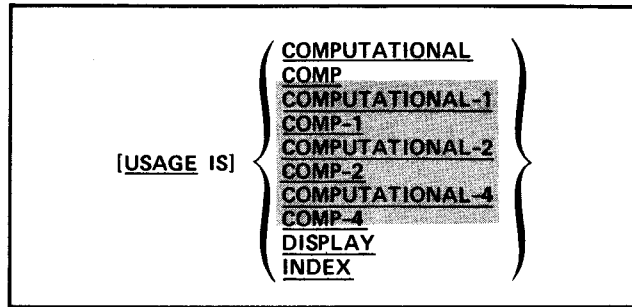 COMPUTATIONAL
COMP
COMPUTATIONAL-1
COMP-1
[USAGE IS] COMPUTATIONAL-2
COMP-2
COMPUTATIONAL-4
COMP-4
DISPLAY
INDEX